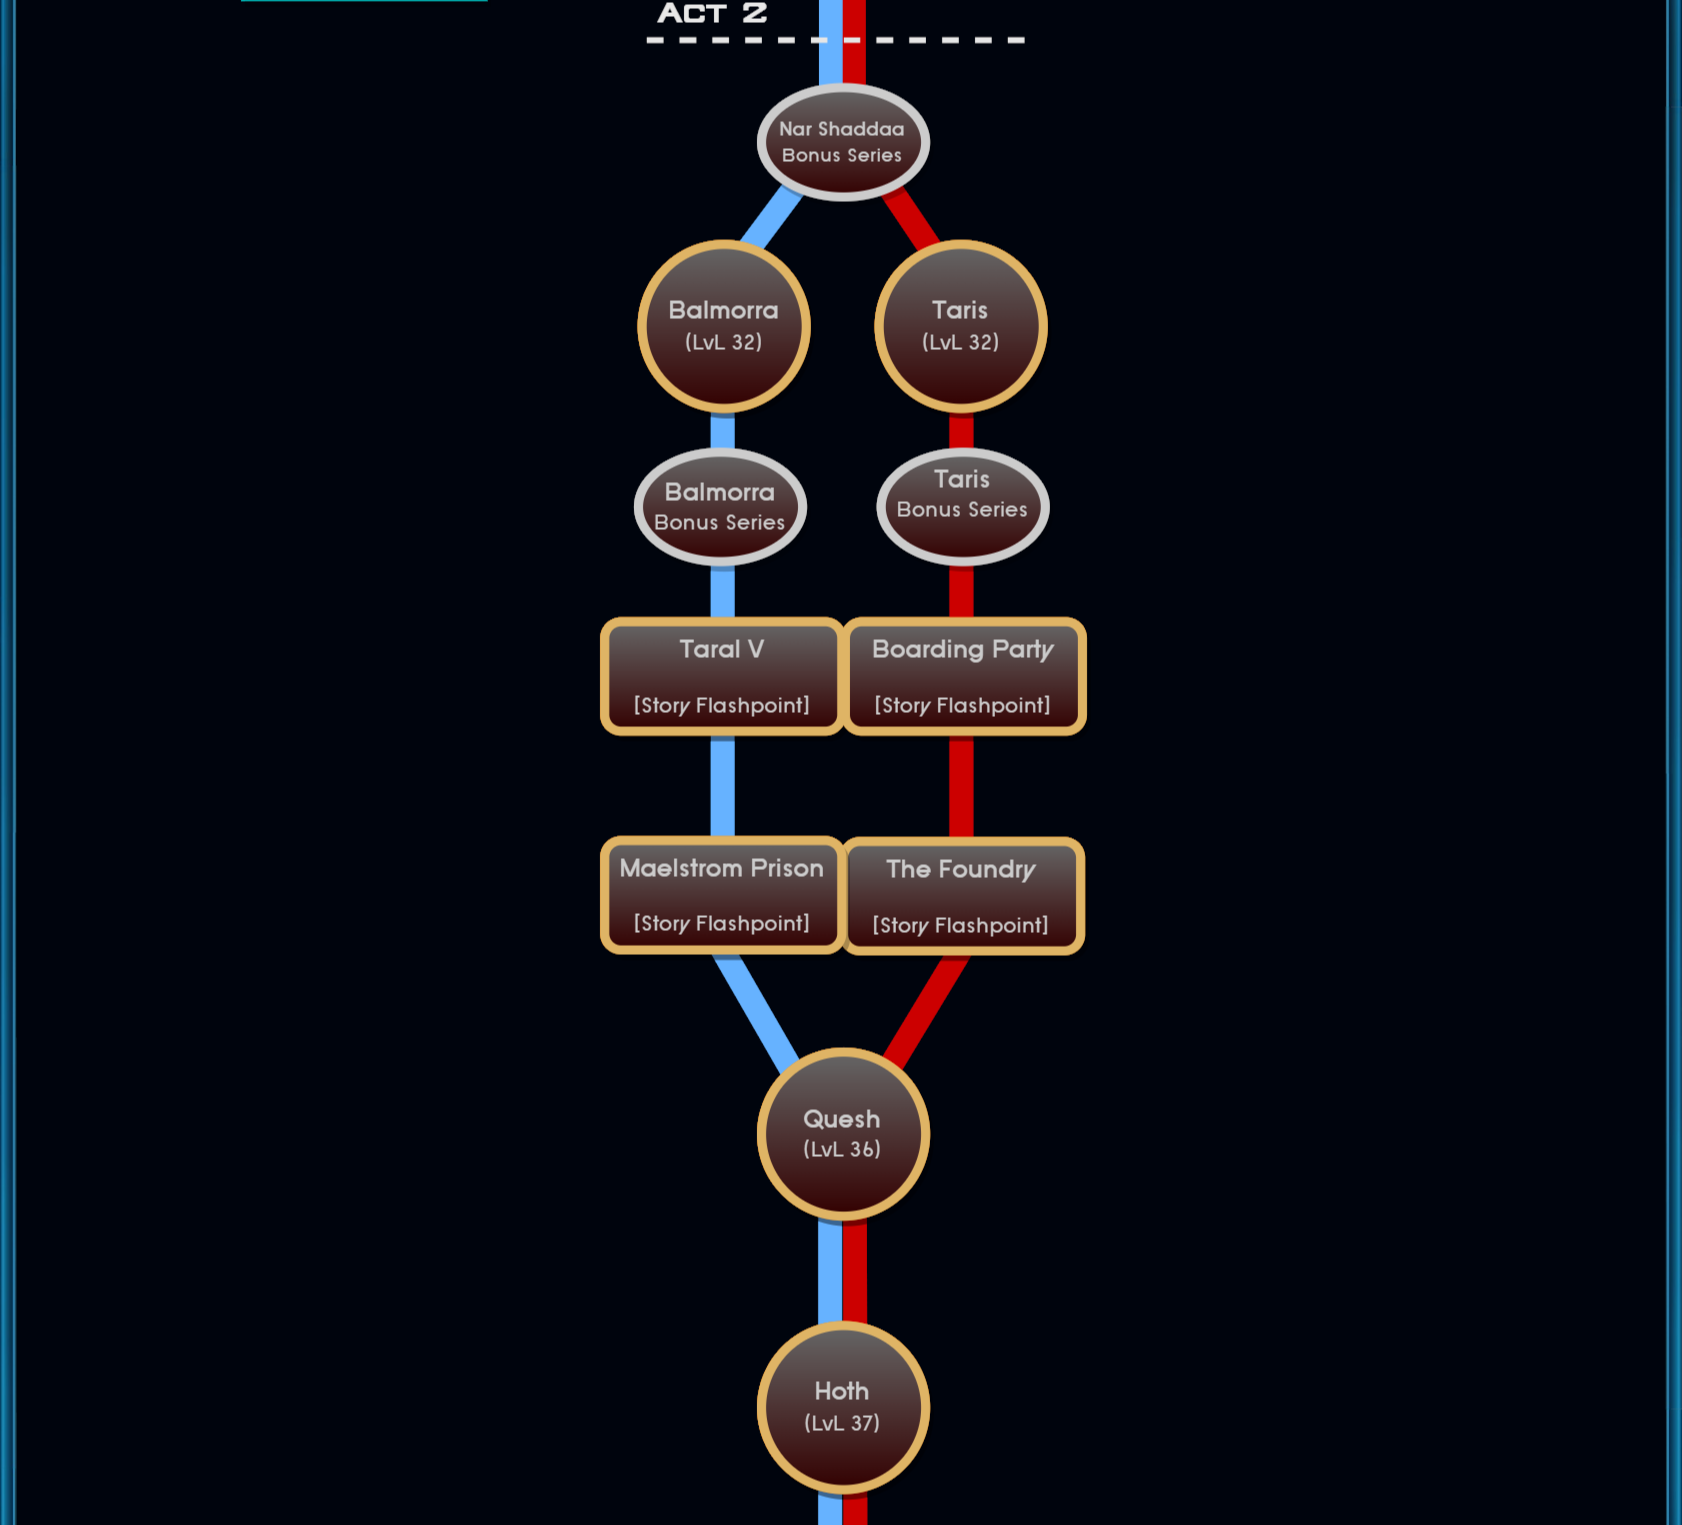 ACT 2
Nar Shaddaa
Bonus Series
Balmorra
(LvL 32)
Taris
(LvL 32)
Balmorra
Bonus Series
Taris
Bonus Series
Taral V
[Story Flashpoint]
Boarding Party
[Story Flashpoint]
Maelstrom Prison
[Story Flashpoint]
The Foundry
[Story Flashpoint]
Quesh
(LvL 36)
Hoth
(LvL 37)